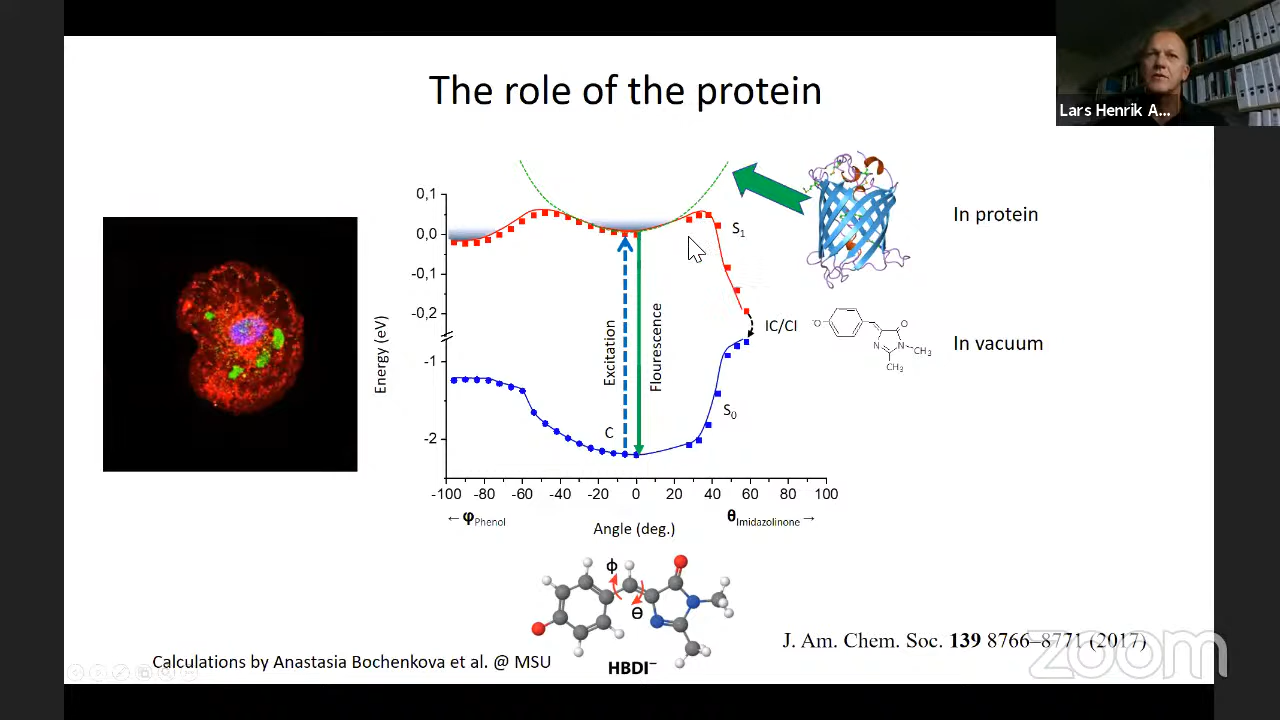 The role of the protein
Lars Henrik A...
0,1
0,0
-0,1
-0,2
-1
-2
Energy (eV)
S1
S0
Excitation
Flourescence
C
IC/CI
-100 -80 -60 -40 -20 0 20 40 60 80 100
←φPhenol
Angle (deg.)
θImidazolinone→
In protein
In vacuum
⁻O
O
N
N
CH3
CH3
ϕ
Θ
HBDI⁻
Calculations by Anastasia Bochenkova et al. @ MSU
J. Am. Chem. Soc. 139 8766–8771 (2017)
zoom